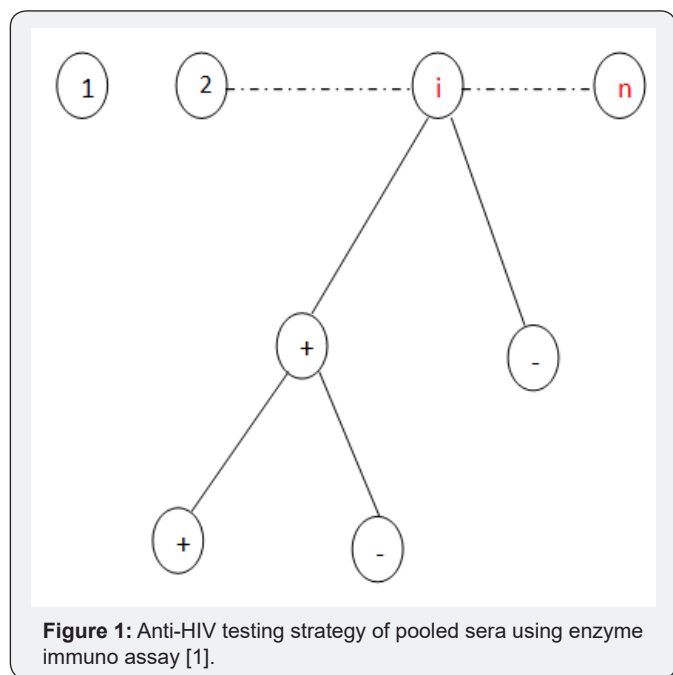 1 2 i n
+ -
+ -
Figure 1: Anti-HIV testing strategy of pooled sera using enzyme
immuno assay [1].